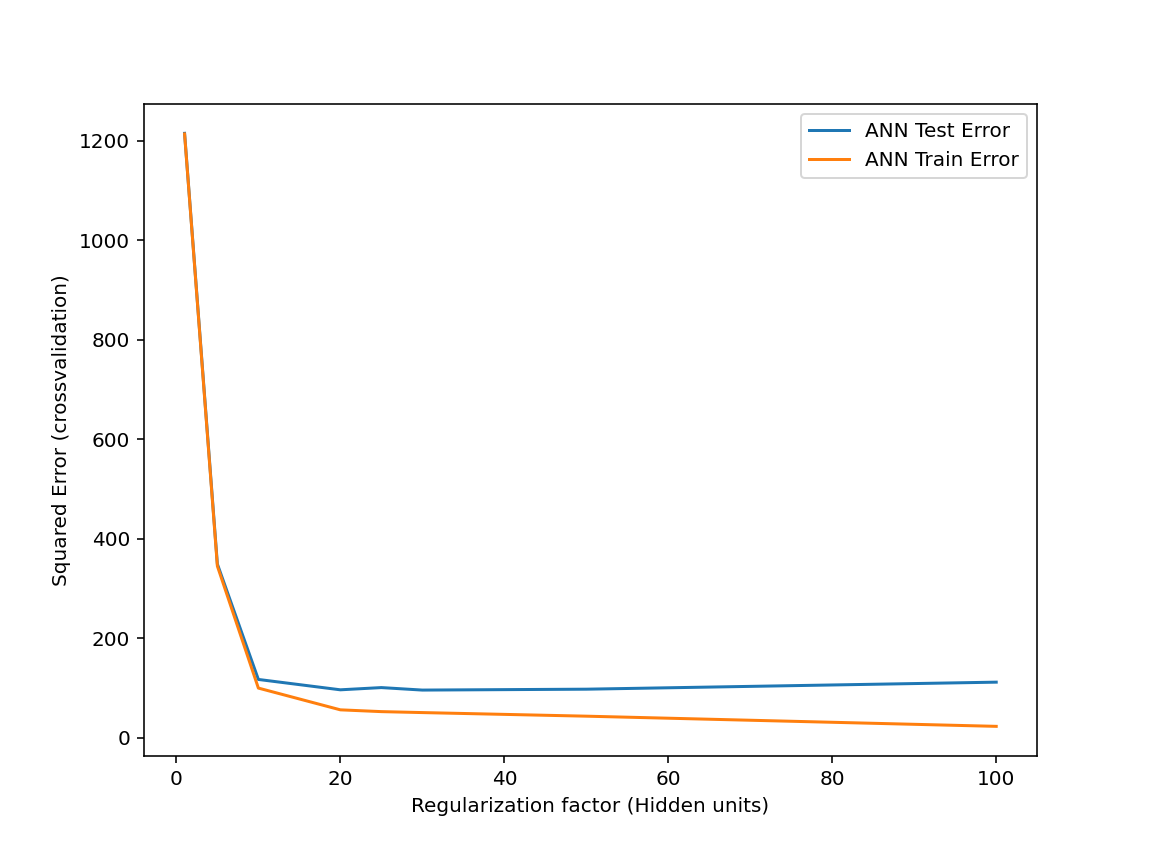 ANN Test Error
ANN Train Error
1200
1000
800
600
400
200
0
Squared Error (crossvalidation)
0 20 40 60 80 100
Regularization factor (Hidden units)